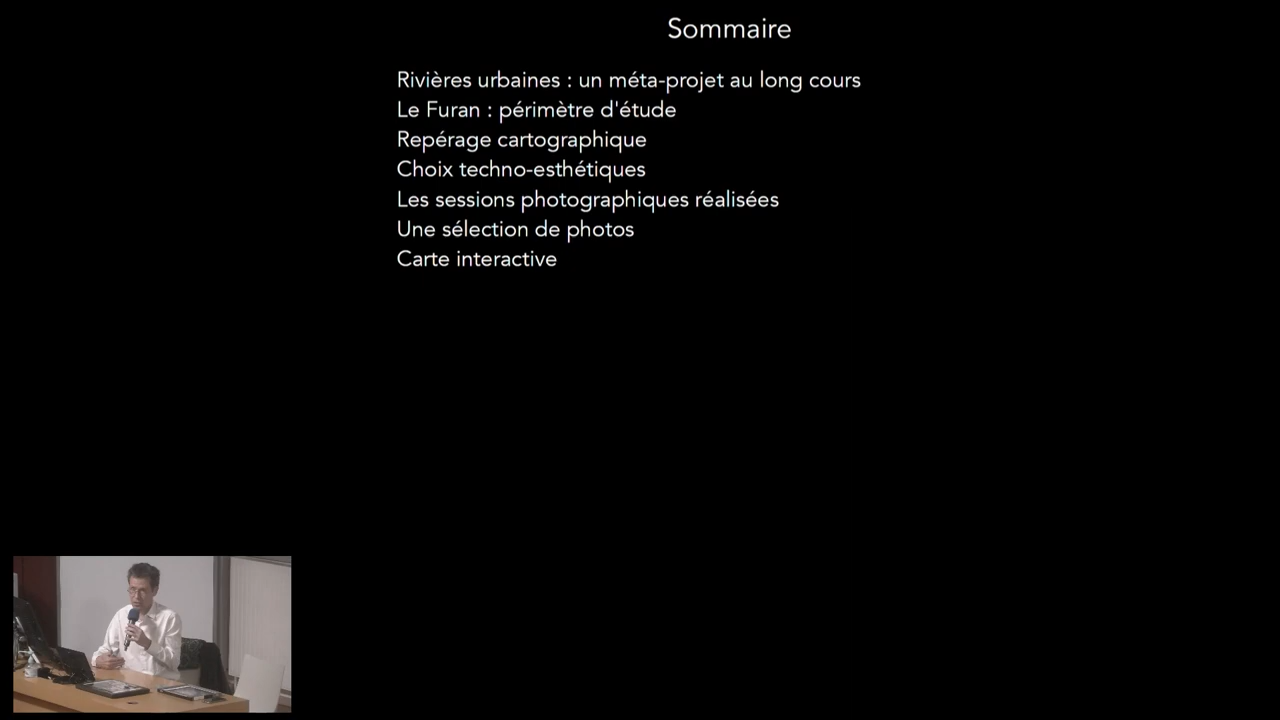 Sommaire
Rivières urbaines : un méta-projet au long cours
Le Furan : périmètre d'étude
Repérage cartographique
Choix techno-esthétiques
Les sessions photographiques réalisées
Une sélection de photos
Carte interactive